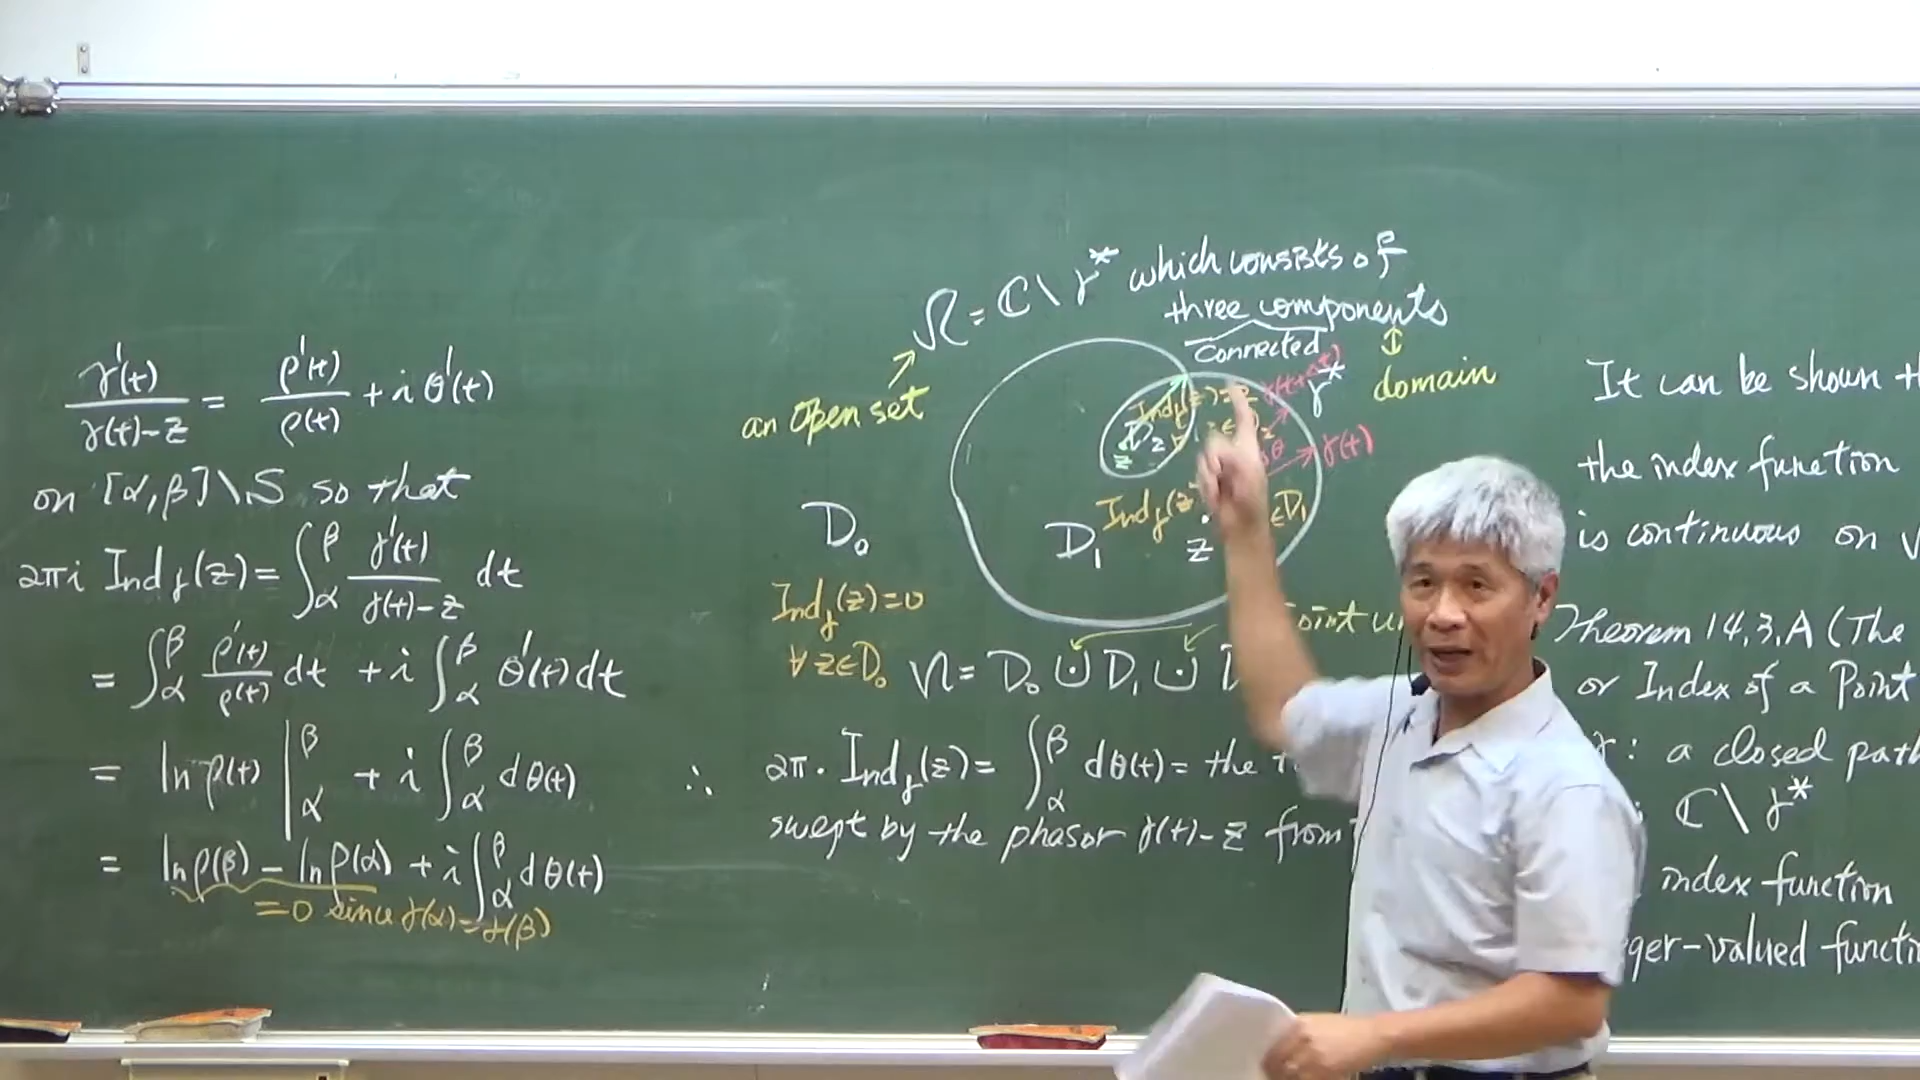 γ'(t)/(γ(t)-z) = ρ'(t)/ρ(t) + i θ'(t)
on [α,β]\S so that
2πi Ind_γ(z) = ∫_α^β γ'(t)/(γ(t)-z) dt
= ∫_α^β ρ'(t)/ρ(t) dt + i ∫_α^β θ'(t)dt
= ln ρ(t) |_α^β + i ∫_α^β dθ(t)
= ln ρ(β) - ln ρ(α) + i ∫_α^β dθ(t)
=0 since γ(α)=γ(β)
Ω = ℂ\γ* which consists of
three components
connected
↕
domain
an open set
γ*
γ(t)
θ
Ind_γ(z)
D₂
z
Ind_γ(z
∈D₁
D₀
D₁
z
Ind_γ(z)=0
∀ z∈D₀
Ω = D₀ ⊍ D₁ ⊍ D
∴ 2π · Ind_γ(z) = ∫_α^β dθ(t) = the
swept by the phasor γ(t)-z from
It can be shown
the index function
is continuous on
Theorem 14.3.A (The
or Index of a Point
γ: a closed path
ℂ\γ*
index function
ger-valued functi